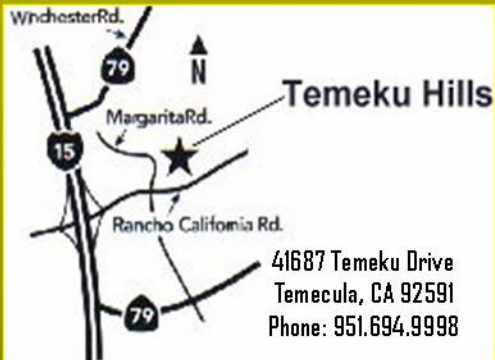 WinchesterRd.
79
N
Temeku Hills
MargaritaRd.
15
Rancho California Rd.
41687 Temeku Drive
Temecula, CA 92591
Phone: 951.694.9998
79